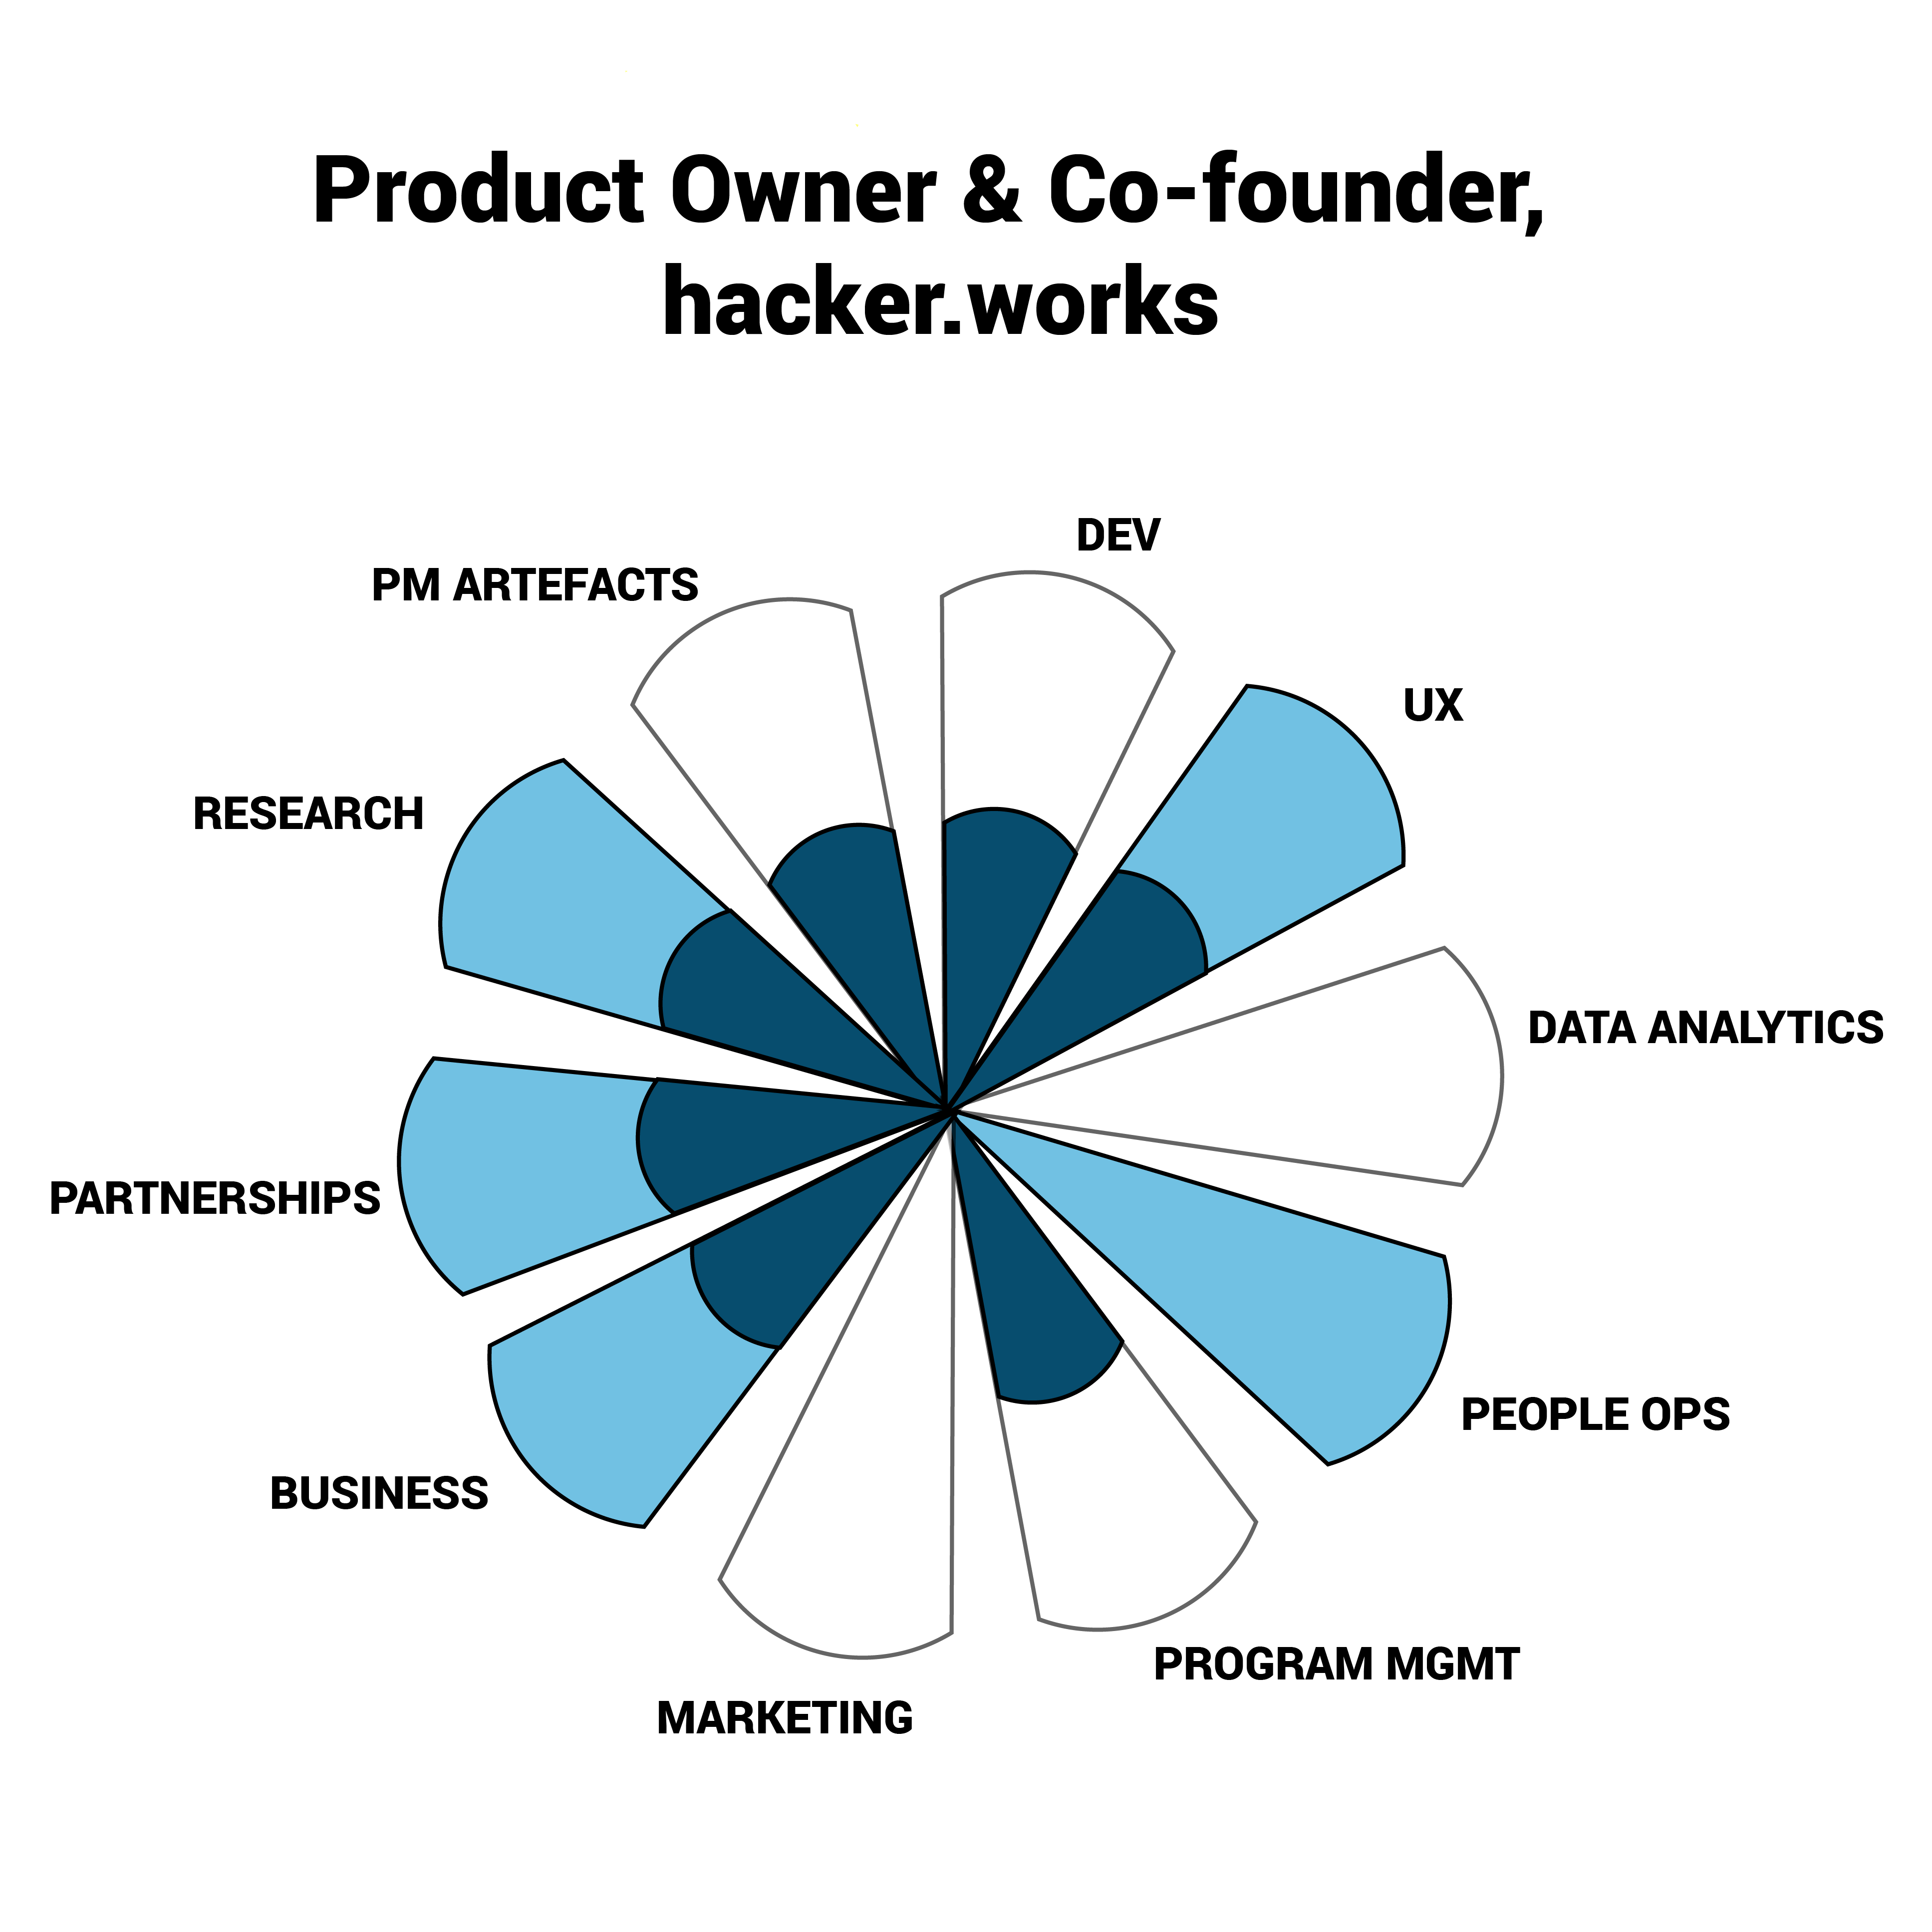 Product Owner & Co-founder,
hacker.works
DEV
PM ARTEFACTS
UX
RESEARCH
DATA ANALYTICS
PARTNERSHIPS
PEOPLE OPS
BUSINESS
PROGRAM MGMT
MARKETING